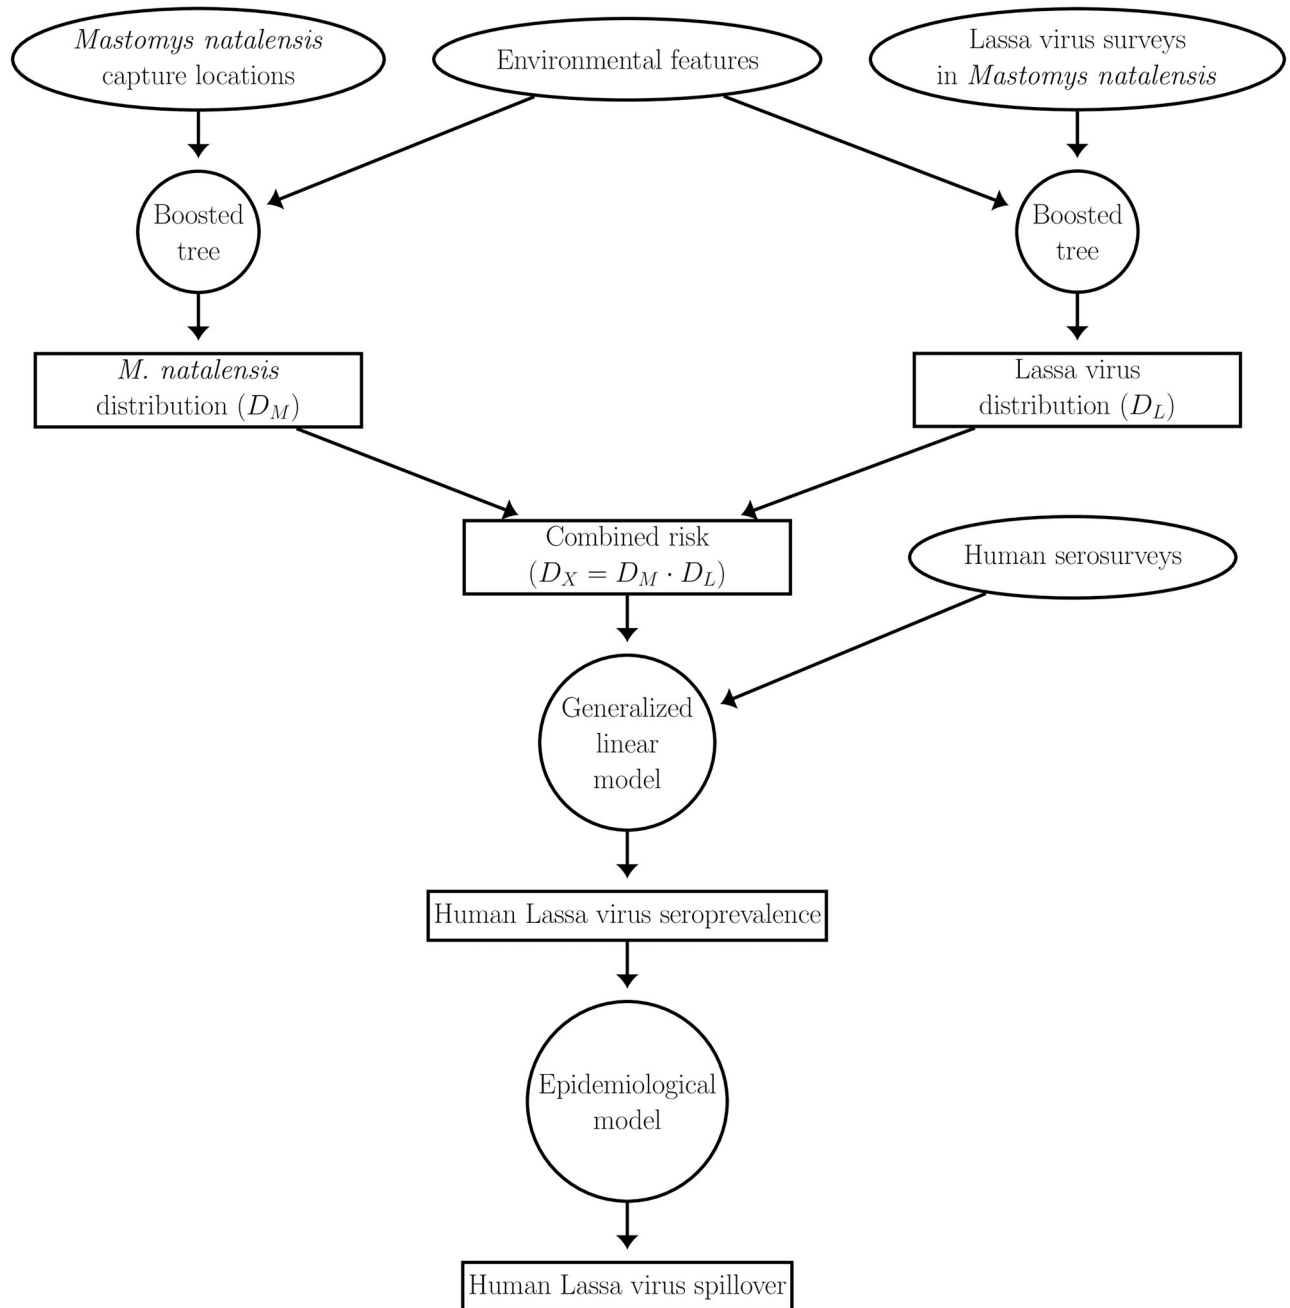 Mastomys natalensis
capture locations
Environmental features
Lassa virus surveys
in Mastomys natalensis
Boosted
tree
Boosted
tree
M. natalensis
distribution (D_M)
Lassa virus
distribution (D_L)
Combined risk
(D_X = D_M · D_L)
Human serosurveys
Generalized
linear
model
Human Lassa virus seroprevalence
Epidemiological
model
Human Lassa virus spillover